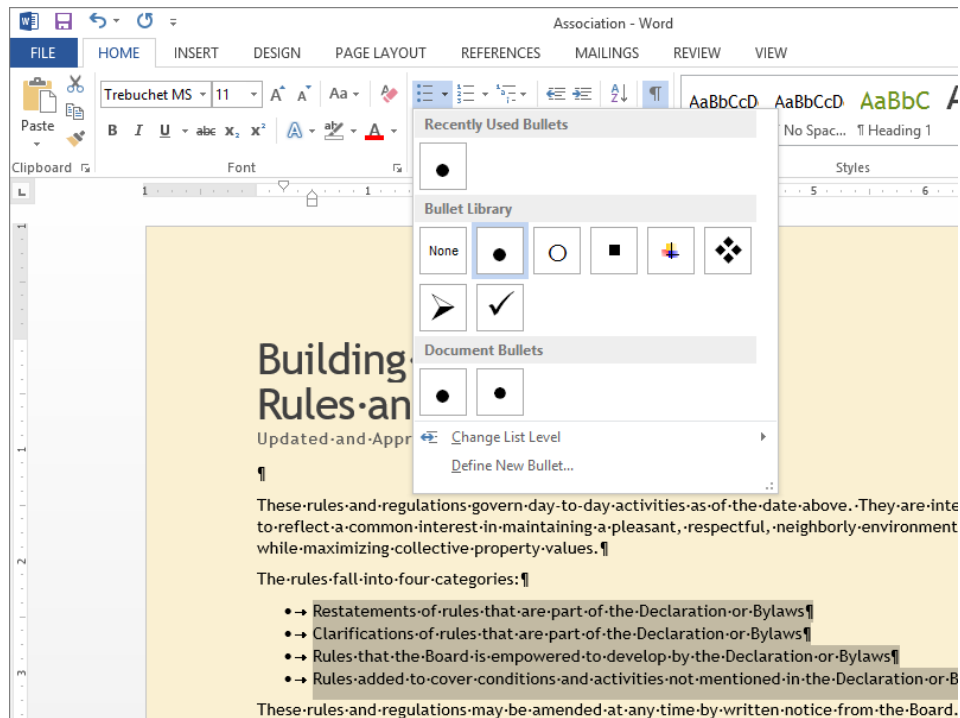 Association - Word
FILE HOME INSERT DESIGN PAGE LAYOUT REFERENCES MAILINGS REVIEW VIEW
Trebuchet MS 11 A A Aa AaBbCcD AaBbCcD AaBbC A
Paste B I U abc x₂ x² A aby A No Spac... ¶ Heading 1
Clipboard Font Styles
Recently Used Bullets
Bullet Library
None
Document Bullets
Change List Level
Define New Bullet...
1 1 5 6
Building
Rules·an
Updated·and·Appr
¶
These·rules·and·regulations·govern·day-to-day·activities·as·of·the·date·above.·They·are·inte
to·reflect·a·common·interest·in·maintaining·a·pleasant,·respectful,·neighborly·environment
while·maximizing·collective·property·values.¶
The·rules·fall·into·four·categories:¶
•→Restatements·of·rules·that·are·part·of·the·Declaration·or·Bylaws¶
•→Clarifications·of·rules·that·are·part·of·the·Declaration·or·Bylaws¶
•→Rules·that·the·Board·is·empowered·to·develop·by·the·Declaration·or·Bylaws¶
•→Rules·added·to·cover·conditions·and·activities·not·mentioned·in·the·Declaration·or·B
These·rules·and·regulations·may·be·amended·at·any·time·by·written·notice·from·the·Board.